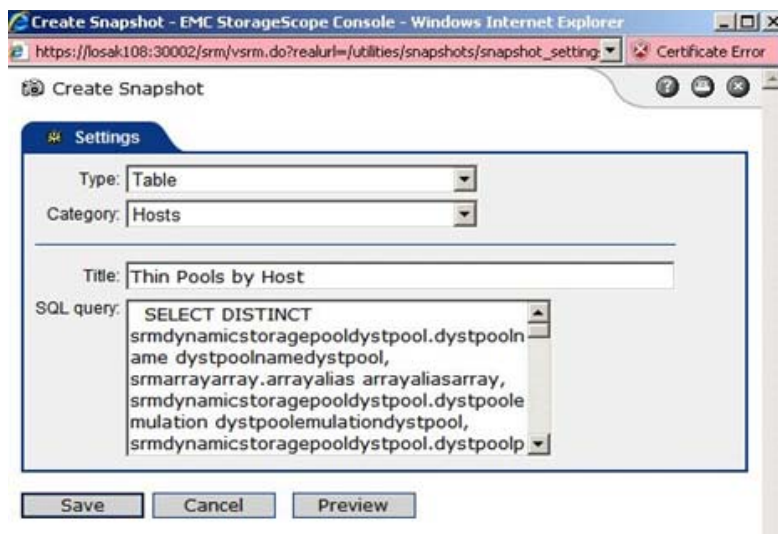 Create Snapshot - EMC StorageScope Console - Windows Internet Explorer
https://losak108:30002/srm/vsrm.do?realurl=/utilities/snapshots/snapshot_setting
Certificate Error
Create Snapshot
Settings
Type: Table
Category: Hosts
Title: Thin Pools by Host
SQL query: SELECT DISTINCT
srmdynamicstoragepooldystpool.dystpooln
ame dystpoolnamedystpool,
srmarrayarray.arrayalias arrayaliasarray,
srmdynamicstoragepooldystpool.dystpoole
mulation dystpoolemulationdystpool,
srmdynamicstoragepooldystpool.dystpoolp
Save Cancel Preview